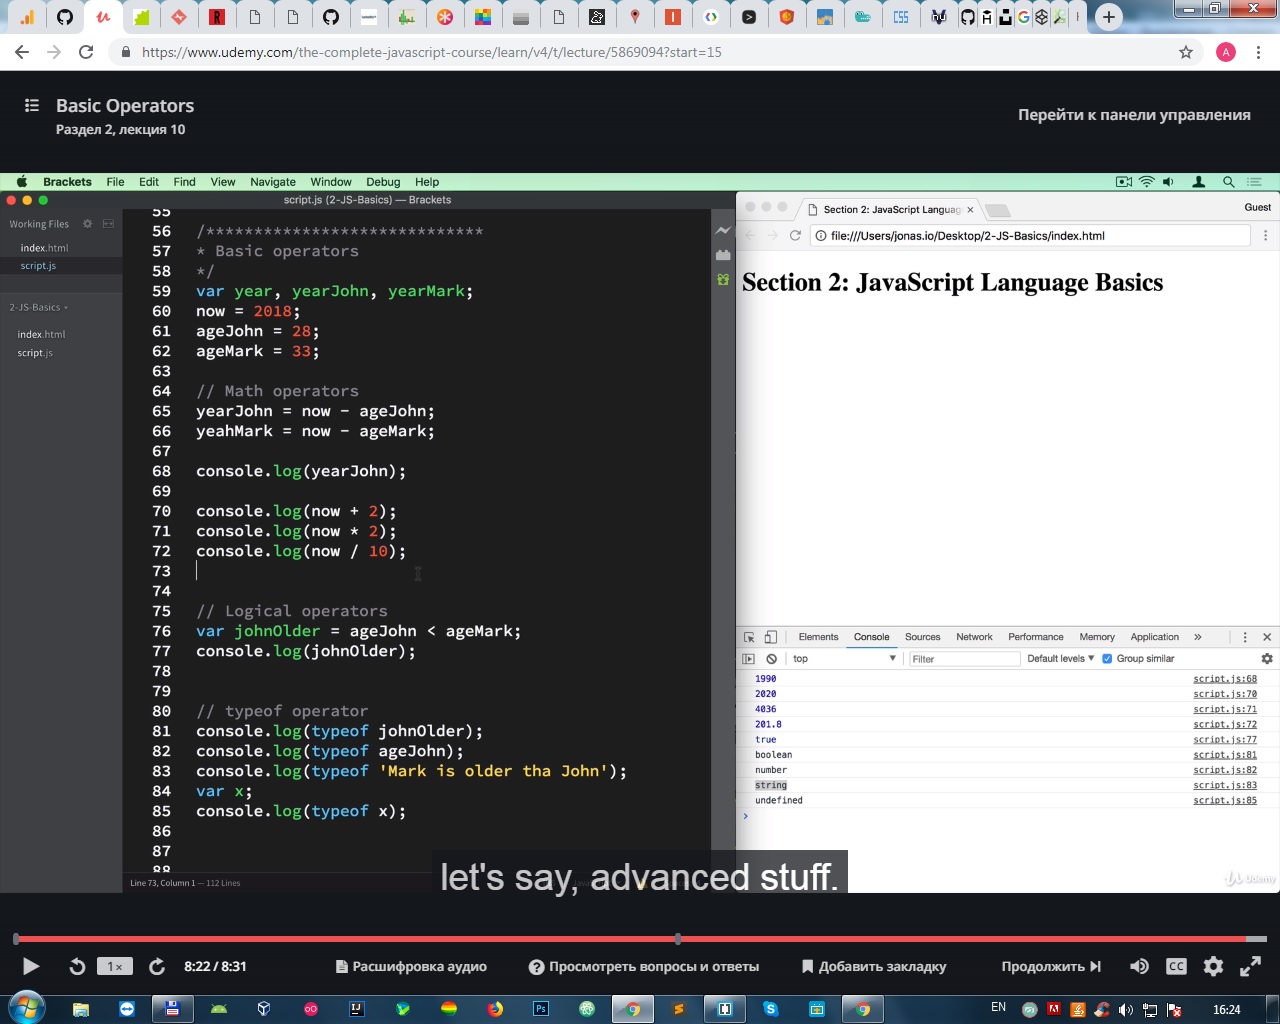 https://www.udemy.com/the-complete-javascript-course/learn/v4/t/lecture/5869094?start=15
A
Basic Operators
Раздел 2, лекция 10
Перейти к панели управления
Brackets File Edit Find View Navigate Window Debug Help
script.js (2-JS-Basics) — Brackets
Working Files
index.html
script.js
2-JS-Basics
index.html
script.js
55
56 /*****************************
57 * Basic operators
58 */
59 var year, yearJohn, yearMark;
60 now = 2018;
61 ageJohn = 28;
62 ageMark = 33;
63
64 // Math operators
65 yearJohn = now - ageJohn;
66 yeahMark = now - ageMark;
67
68 console.log(yearJohn);
69
70 console.log(now + 2);
71 console.log(now * 2);
72 console.log(now / 10);
73
74
75 // Logical operators
76 var johnOlder = ageJohn < ageMark;
77 console.log(johnOlder);
78
79
80 // typeof operator
81 console.log(typeof johnOlder);
82 console.log(typeof ageJohn);
83 console.log(typeof 'Mark is older tha John');
84 var x;
85 console.log(typeof x);
86
87
88
Line 73, Column 1 — 112 Lines
Section 2: JavaScript Languag
Guest
file:///Users/jonas.io/Desktop/2-JS-Basics/index.html
Section 2: JavaScript Language Basics
Elements Console Sources Network Performance Memory Application »
top Filter Default levels Group similar
1990 script.js:68
2020 script.js:70
4036 script.js:71
201.8 script.js:72
true script.js:77
boolean script.js:81
number script.js:82
string script.js:83
undefined script.js:85
>
let's say, advanced stuff.
Udemy
1× 8:22 / 8:31 Расшифровка аудио Просмотреть вопросы и ответы Добавить закладку Продолжить CC
EN 16:24